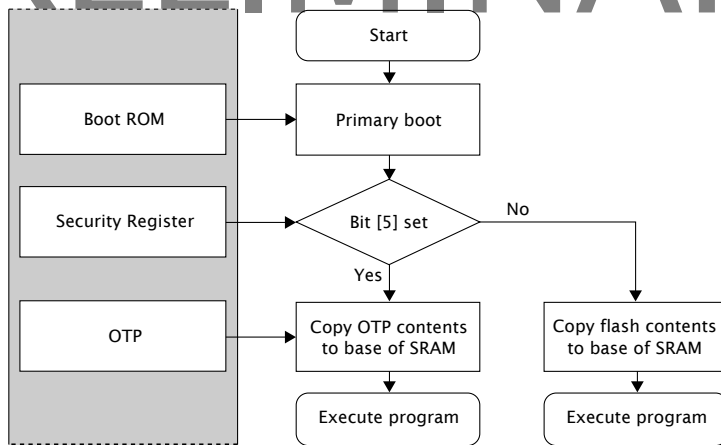 Start
Boot ROM
Primary boot
Security Register
Bit [5] set
No
Yes
OTP
Copy OTP contents
to base of SRAM
Copy flash contents
to base of SRAM
Execute program
Execute program